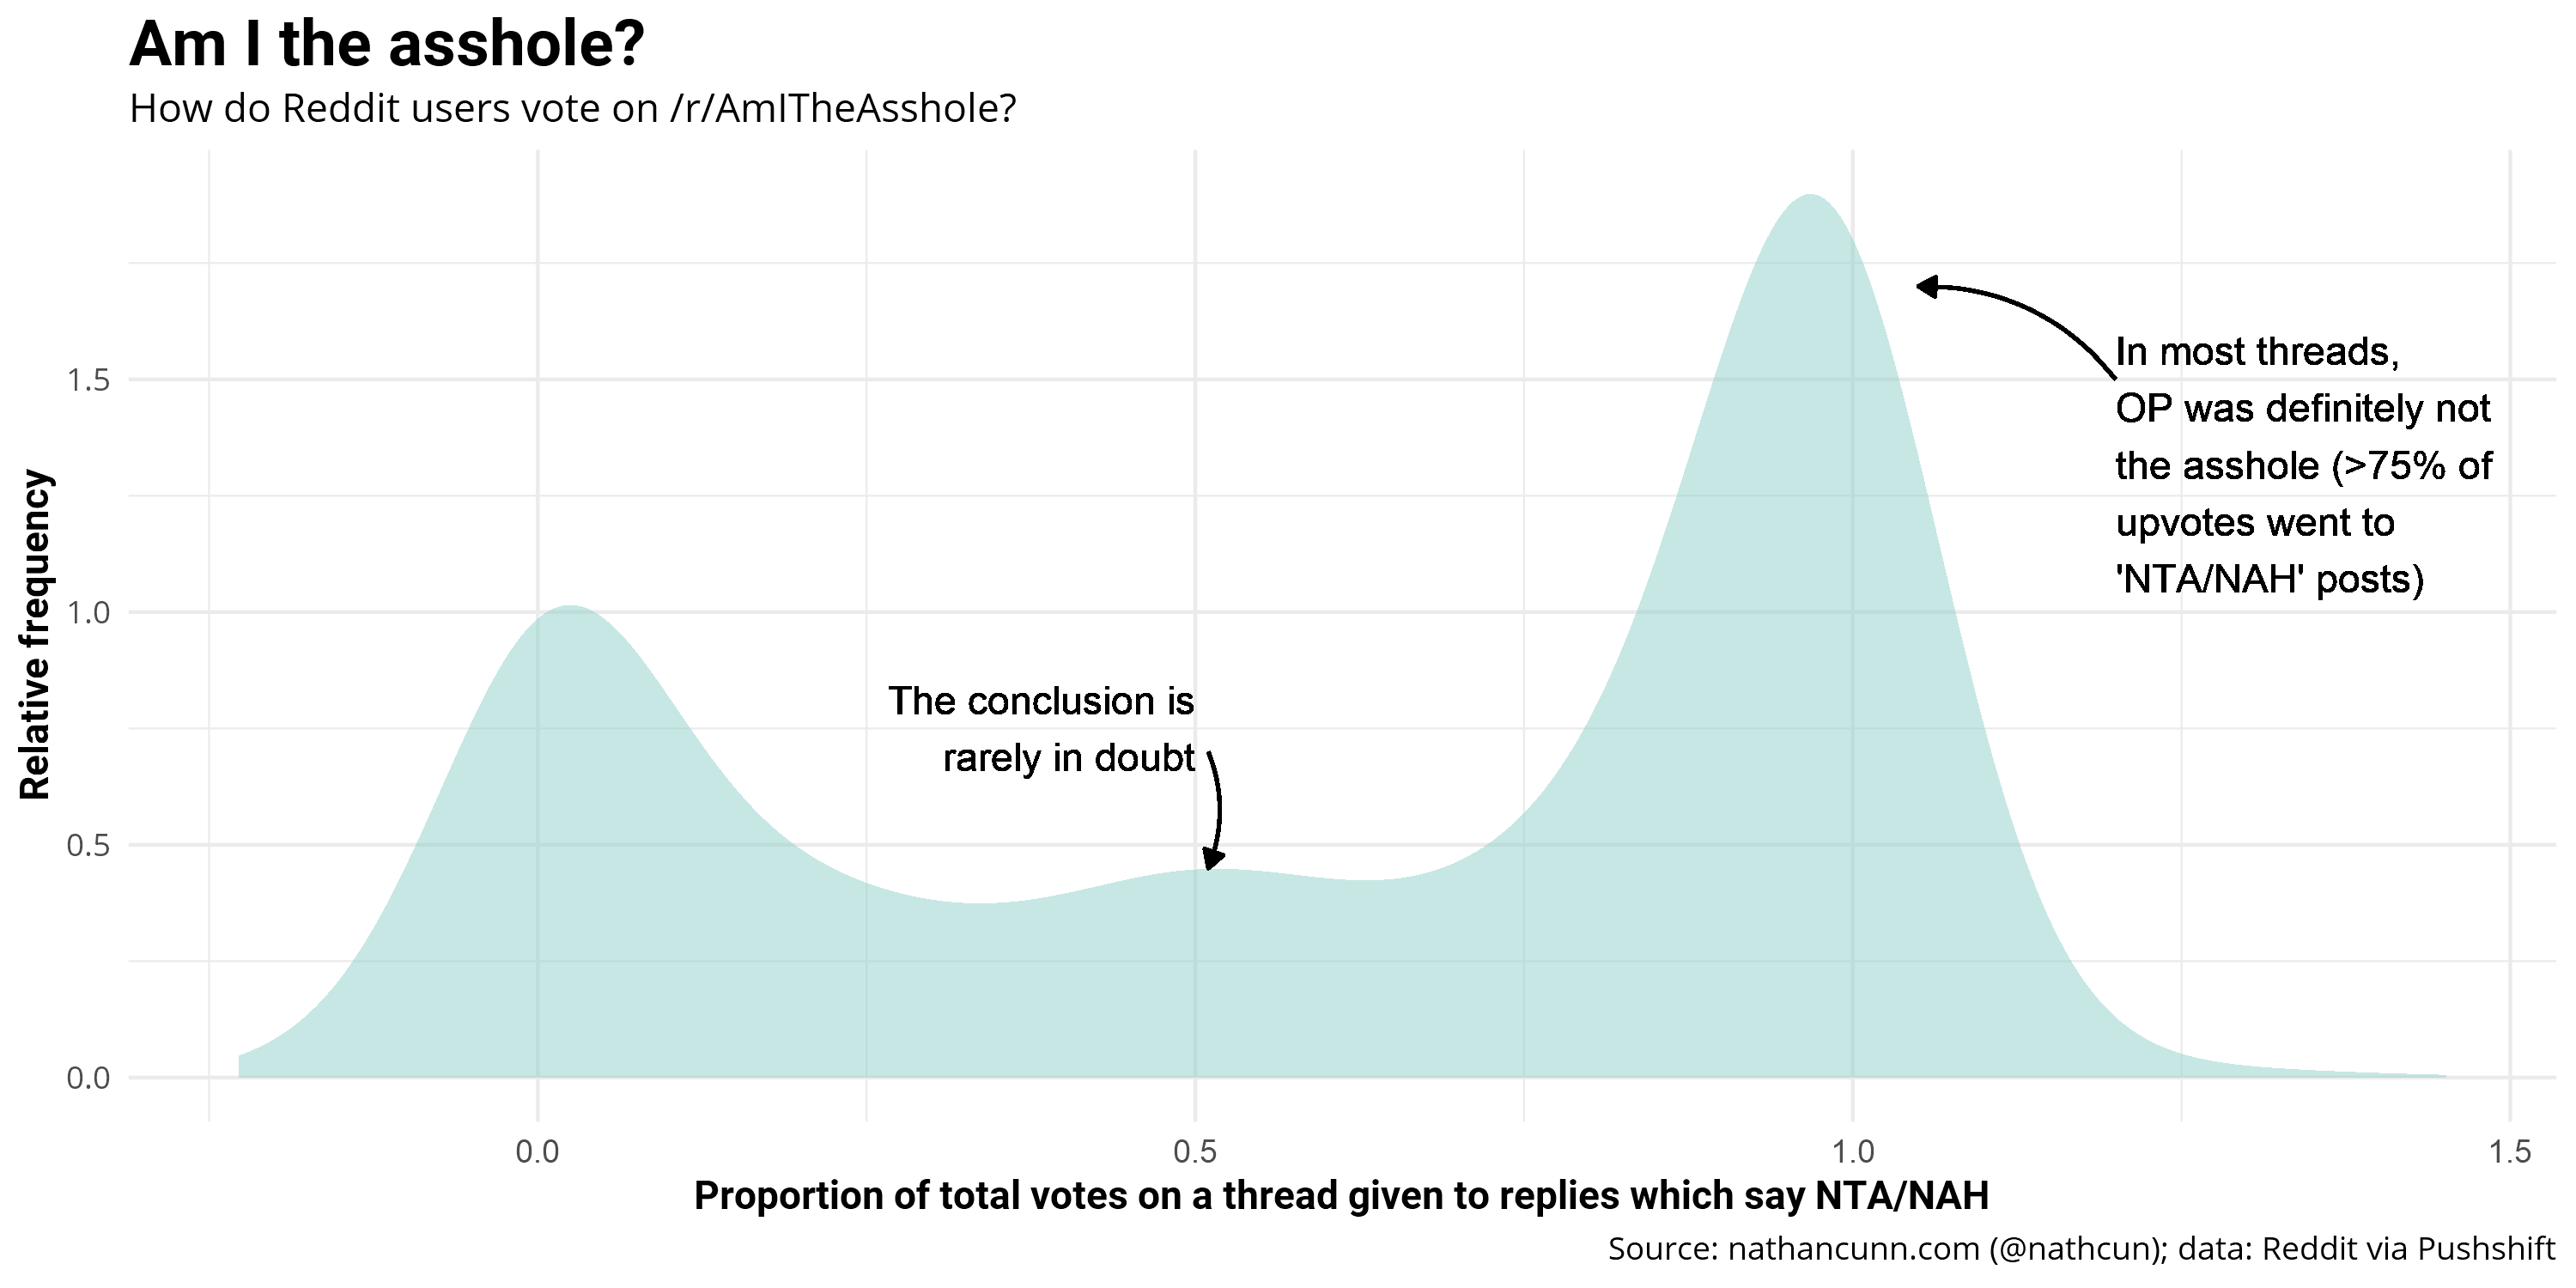 Am I the asshole?
How do Reddit users vote on /r/AmITheAsshole?
Relative frequency
1.5
1.0
0.5
0.0
In most threads,
OP was definitely not
the asshole (>75% of
upvotes went to
'NTA/NAH' posts)
The conclusion is
rarely in doubt
0.0
0.5
1.0
1.5
Proportion of total votes on a thread given to replies which say NTA/NAH
Source: nathancunn.com (@nathcun); data: Reddit via Pushshift